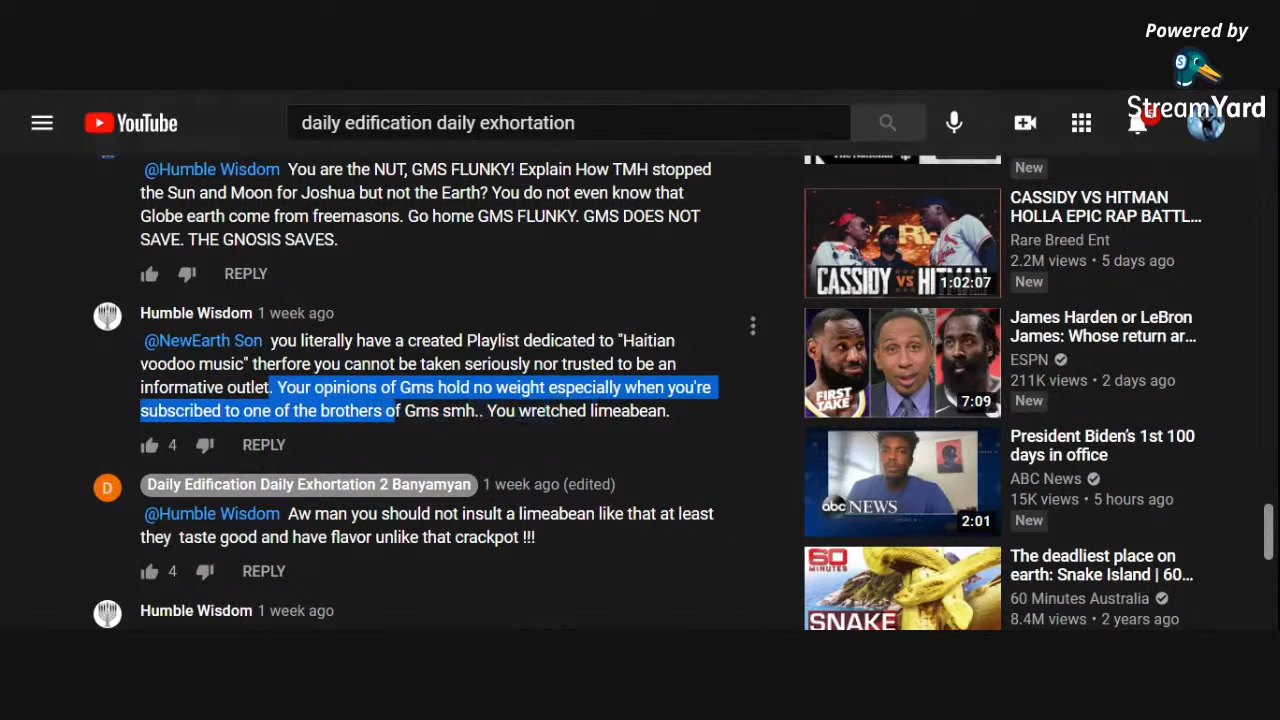 Powered by
StreamYard
YouTube
daily edification daily exhortation
@Humble Wisdom You are the NUT, GMS FLUNKY! Explain How TMH stopped
the Sun and Moon for Joshua but not the Earth? You do not even know that
Globe earth come from freemasons. Go home GMS FLUNKY. GMS DOES NOT
SAVE. THE GNOSIS SAVES.
REPLY
Humble Wisdom 1 week ago
@NewEarth Son you literally have a created Playlist dedicated to "Haitian
voodoo music" therfore you cannot be taken seriously nor trusted to be an
informative outlet. Your opinions of Gms hold no weight especially when you're
subscribed to one of the brothers of Gms smh.. You wretched limeabean.
4 REPLY
D Daily Edification Daily Exhortation 2 Banyamyan 1 week ago (edited)
@Humble Wisdom Aw man you should not insult a limeabean like that at least
they taste good and have flavor unlike that crackpot !!!
4 REPLY
Humble Wisdom 1 week ago
New
CASSIDY VS HITMAN
1:02:07
CASSIDY VS HITMAN
HOLLA EPIC RAP BATTL...
Rare Breed Ent
2.2M views • 5 days ago
New
FIRST
TAKE
7:09
James Harden or LeBron
James: Whose return ar...
ESPN
211K views • 2 days ago
New
abc NEWS
2:01
President Biden's 1st 100
days in office
ABC News
15K views • 5 hours ago
New
60
MINUTES
SNAKE
The deadliest place on
earth: Snake Island | 60...
60 Minutes Australia
8.4M views • 2 years ago